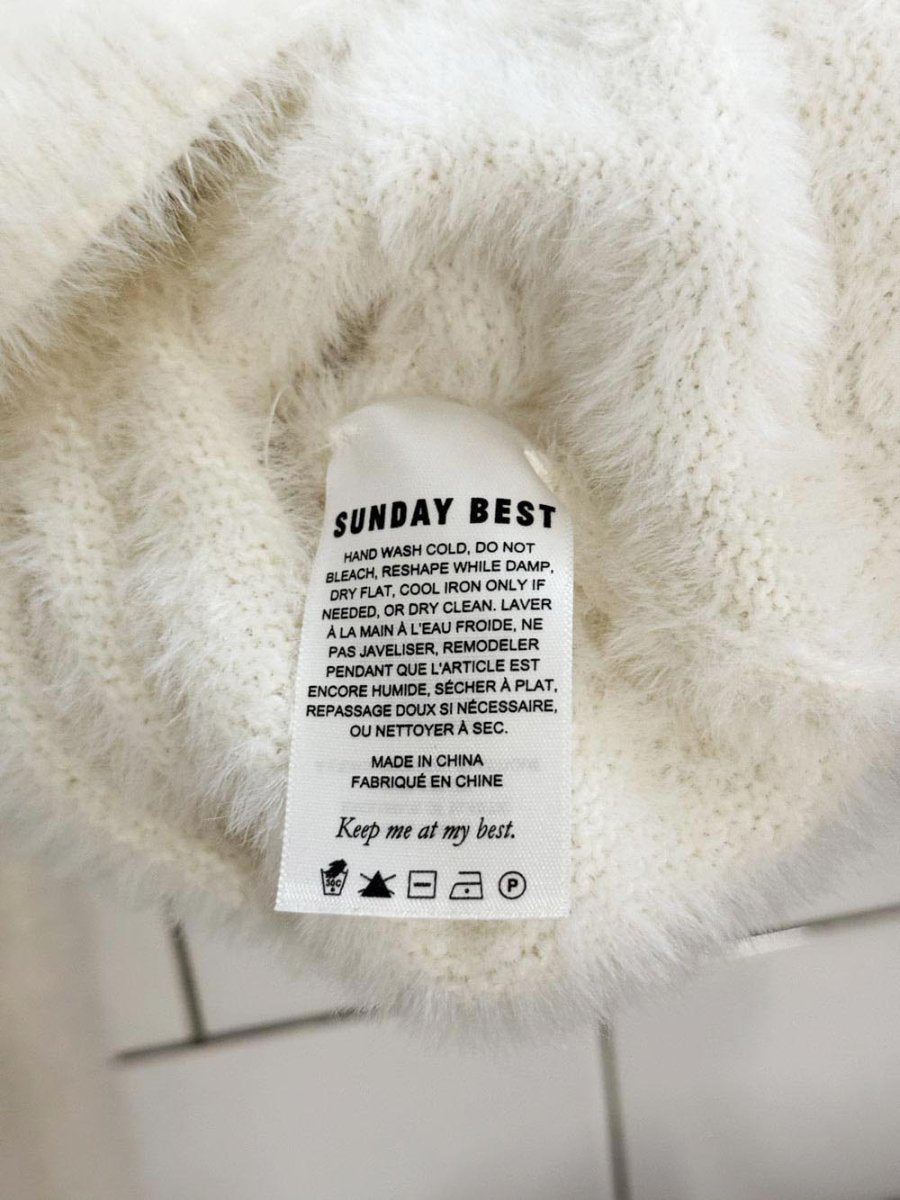 SUNDAY BEST
HAND WASH COLD, DO NOT
BLEACH, RESHAPE WHILE DAMP,
DRY FLAT, COOL IRON ONLY IF
NEEDED, OR DRY CLEAN. LAVER
À LA MAIN À L'EAU FROIDE, NE
PAS JAVELISER, REMODELER
PENDANT QUE L'ARTICLE EST
ENCORE HUMIDE, SÉCHER À PLAT,
REPASSAGE DOUX SI NÉCESSAIRE,
OU NETTOYER À SEC.
MADE IN CHINA
FABRIQUÉ EN CHINE
Keep me at my best.
30C P